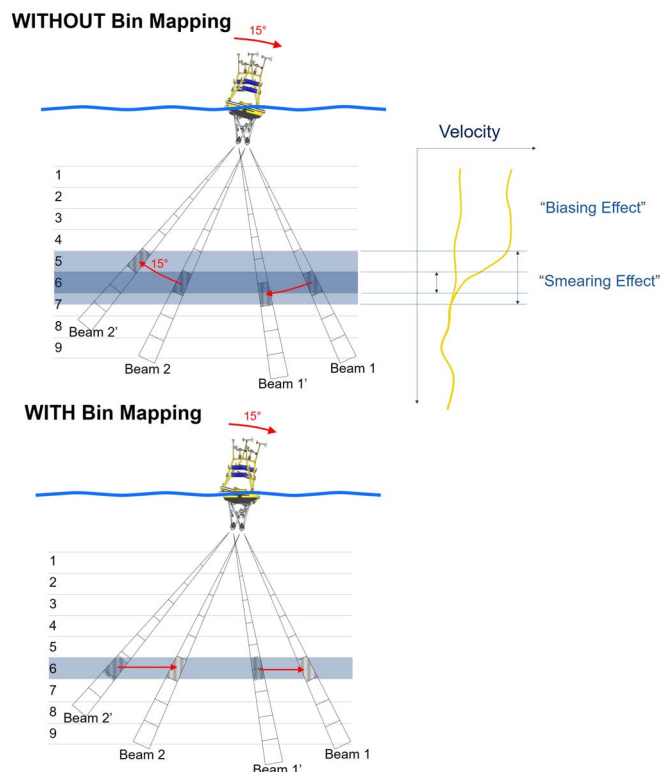 WITHOUT Bin Mapping
15°
Velocity
1
2
3
4
5
6
7
8
9
15°
Beam 2’
Beam 2
Beam 1’
Beam 1
“Biasing Effect”
“Smearing Effect”
WITH Bin Mapping
15°
1
2
3
4
5
6
7
8
9
Beam 2’
Beam 2
Beam 1’
Beam 1